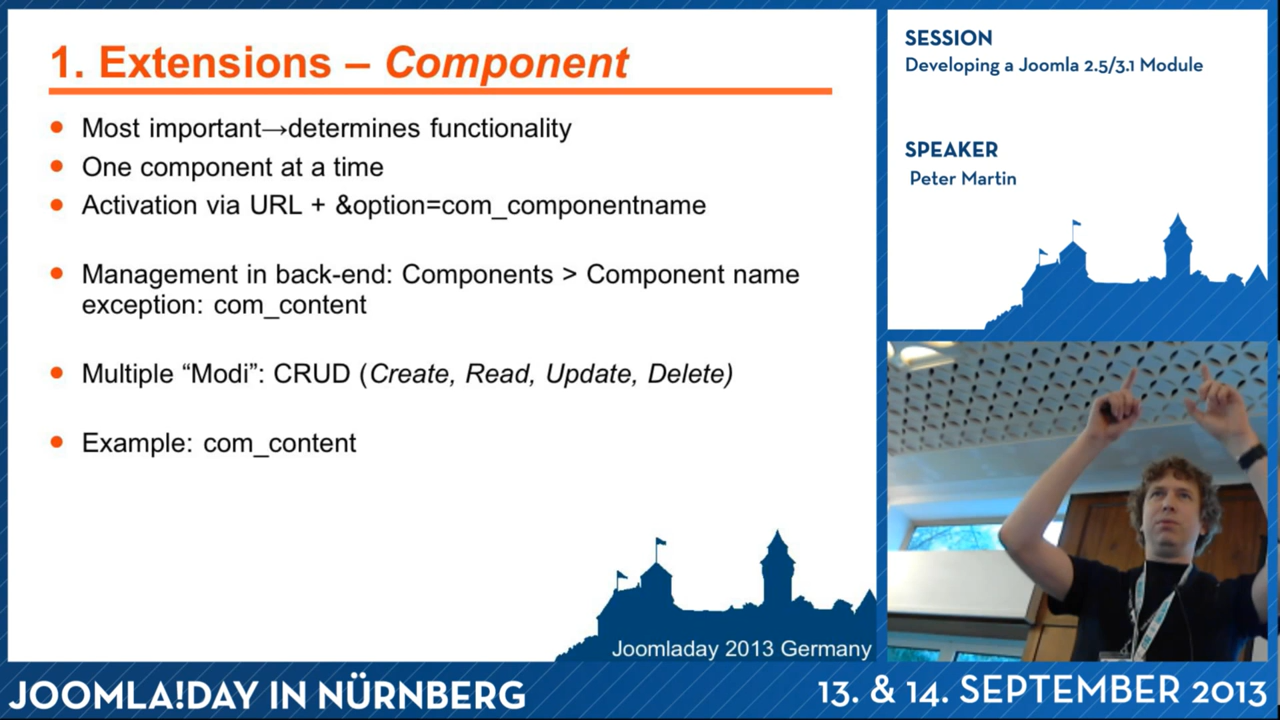 1. Extensions – Component
Most important→determines functionality
One component at a time
Activation via URL + &option=com_componentname
Management in back-end: Components > Component name
exception: com_content
Multiple “Modi”: CRUD (Create, Read, Update, Delete)
Example: com_content
Joomladay 2013 Germany
SESSION
Developing a Joomla 2.5/3.1 Module
SPEAKER
Peter Martin
JOOMLA!DAY IN NÜRNBERG
13. & 14. SEPTEMBER 2013